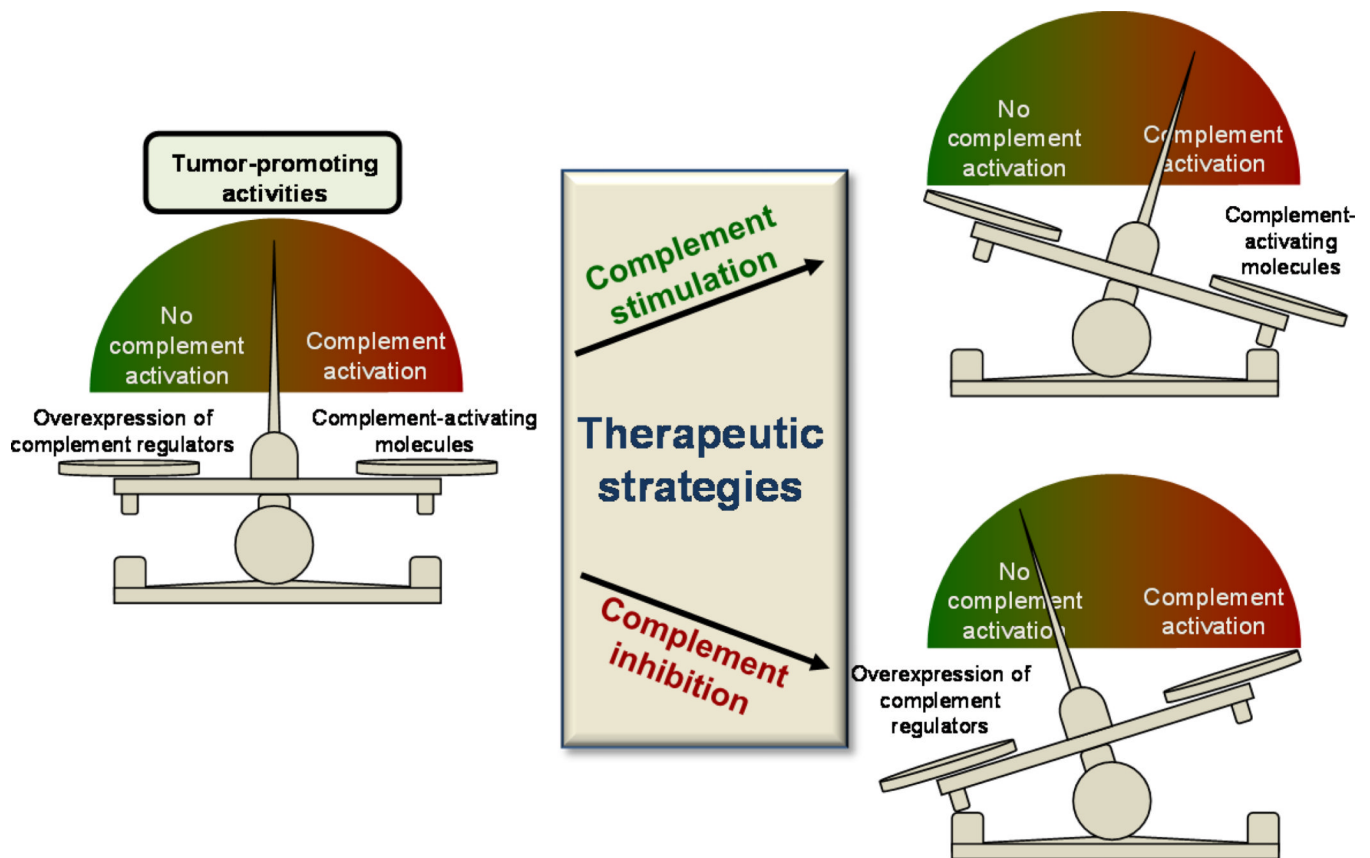 Tumor-promoting
activities
No
complement
activation
Complement
activation
Overexpression of
complement regulators
Complement-activating
molecules
Complement
stimulation
Therapeutic
strategies
Complement
inhibition
No
complement
activation
Complement
activation
Complement-
activating
molecules
No
complement
activation
Complement
activation
Overexpression of
complement
regulators